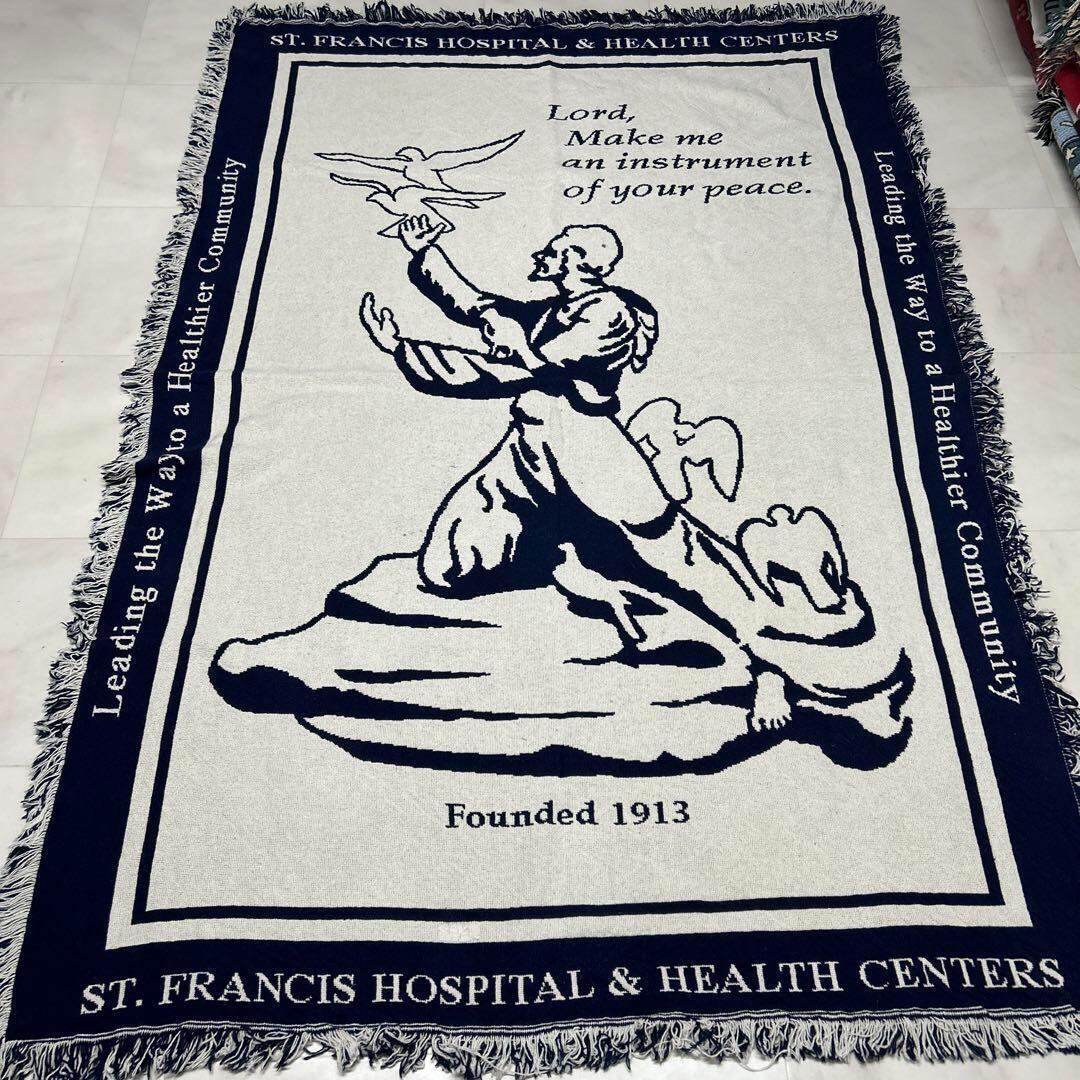 ST. FRANCIS HOSPITAL & HEALTH CENTERS
Lord,
Make me
an instrument
of your peace.
Leading the Way to a Healthier Community
Leading the Way to a Healthier Community
Founded 1913
ST. FRANCIS HOSPITAL & HEALTH CENTERS